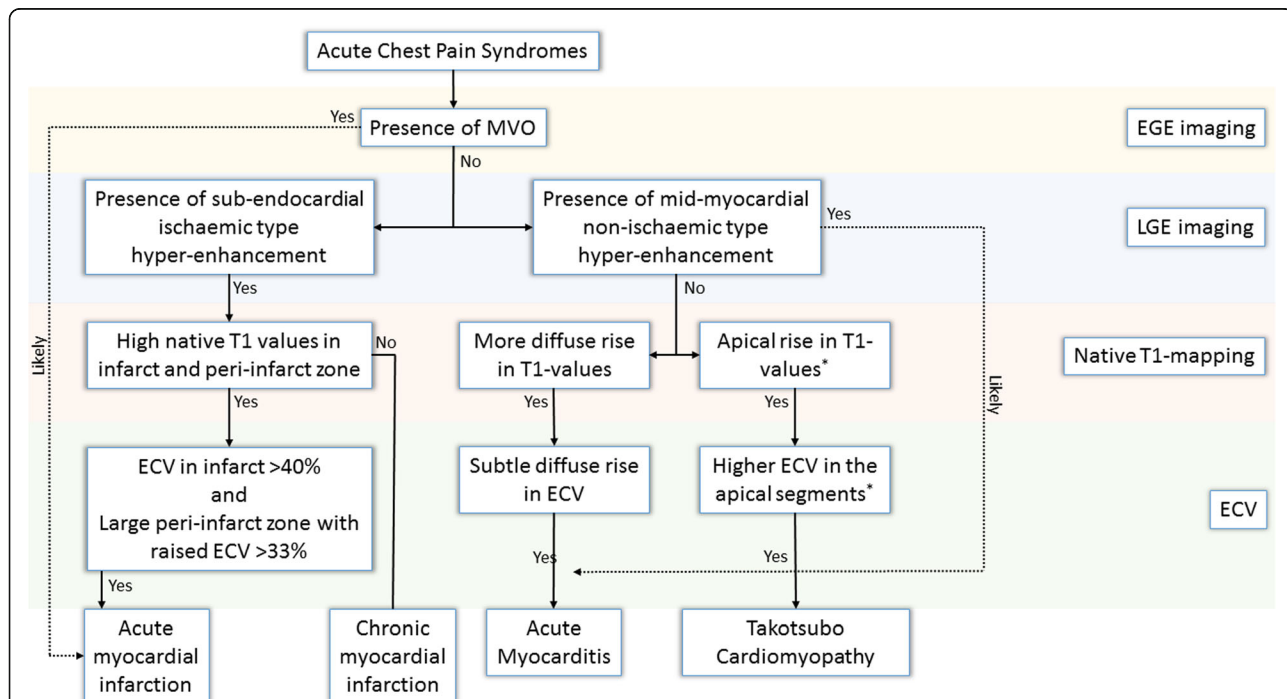 Acute Chest Pain Syndromes
Yes
Presence of MVO
EGE imaging
No
Presence of sub-endocardial
ischaemic type
hyper-enhancement
Presence of mid-myocardial
non-ischaemic type
hyper-enhancement
Yes
LGE imaging
Yes
No
Likely
High native T1 values in
infarct and peri-infarct zone
No
More diffuse rise
in T1-values
Apical rise in T1-
values*
Likely
Native T1-mapping
Yes
Yes
Yes
ECV in infarct >40%
and
Large peri-infarct zone with
raised ECV >33%
Subtle diffuse rise
in ECV
Higher ECV in the
apical segments*
ECV
Yes
Yes
Yes
Acute
myocardial
infarction
Chronic
myocardial
infarction
Acute
Myocarditis
Takotsubo
Cardiomyopathy